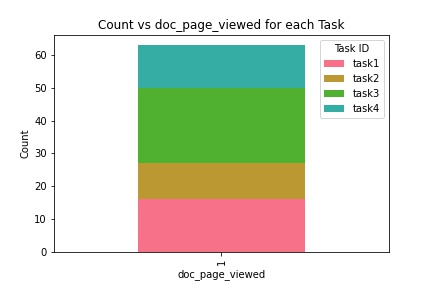 Count vs doc_page_viewed for each Task
Task ID
task1
task2
task3
task4
60
50
40
30
20
10
0
Count
1
doc_page_viewed